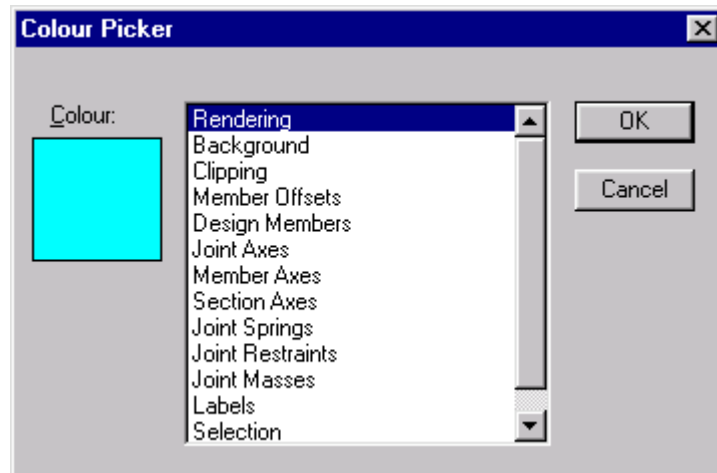 Colour Picker
Colour:
Rendering
Background
Clipping
Member Offsets
Design Members
Joint Axes
Member Axes
Section Axes
Joint Springs
Joint Restraints
Joint Masses
Labels
Selection
OK
Cancel